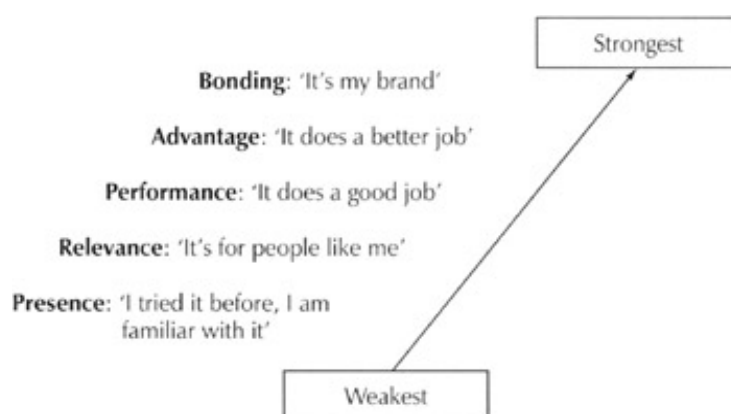 Strongest
Bonding: ‘It’s my brand’
Advantage: ‘It does a better job’
Performance: ‘It does a good job’
Relevance: ‘It’s for people like me’
Presence: ‘I tried it before, I am
familiar with it’
Weakest